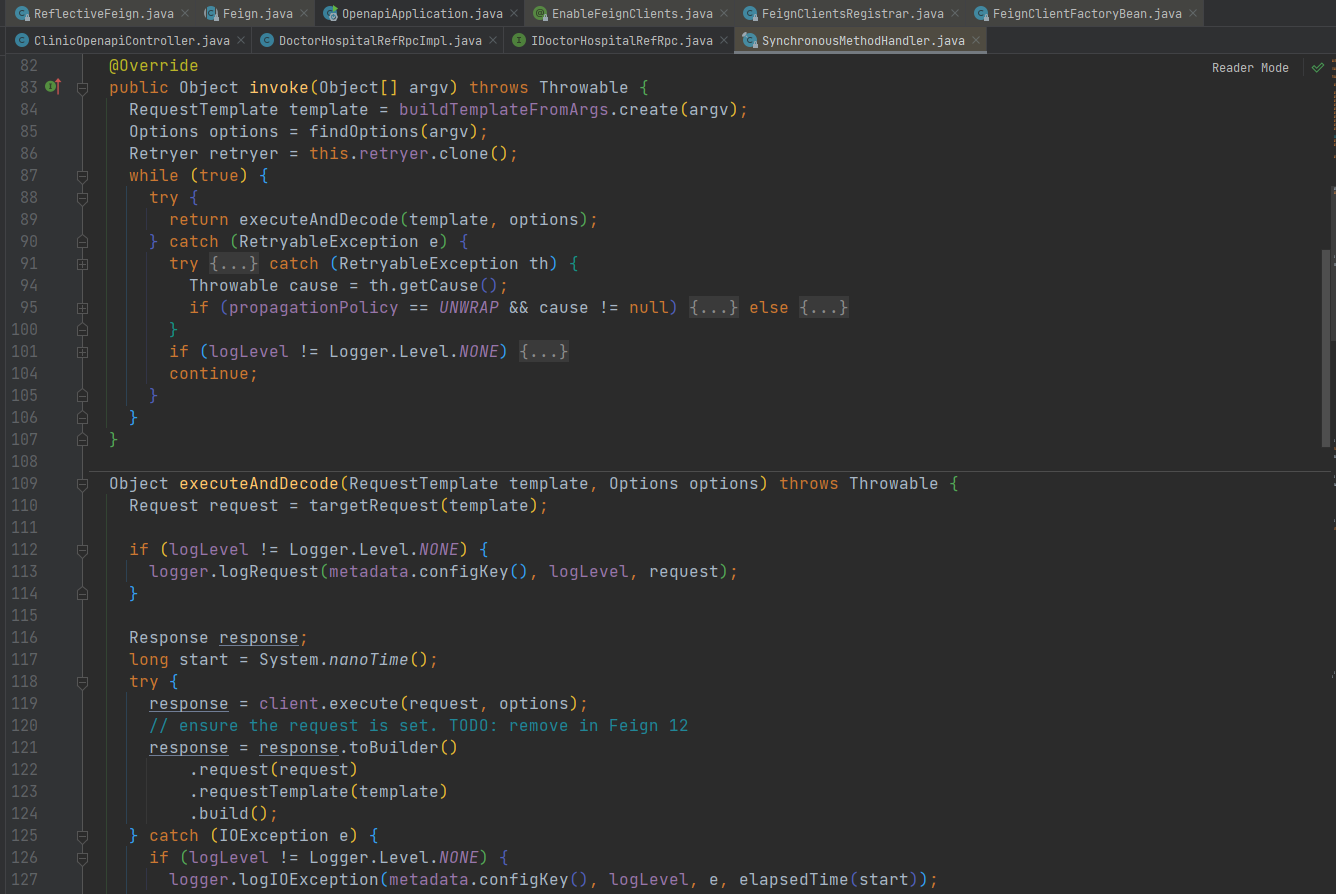 ReflectiveFeign.java Feign.java OpenapiApplication.java EnableFeignClients.java FeignClientsRegistrar.java FeignClientFactoryBean.java
ClinicOpenapiController.java DoctorHospitalRefRpcImpl.java IDoctorHospitalRefRpc.java SynchronousMethodHandler.java
Reader Mode
82 @Override
83 public Object invoke(Object[] argv) throws Throwable {
84 RequestTemplate template = buildTemplateFromArgs.create(argv);
85 Options options = findOptions(argv);
86 Retryer retryer = this.retryer.clone();
87 while (true) {
88 try {
89 return executeAndDecode(template, options);
90 } catch (RetryableException e) {
91 try {...} catch (RetryableException th) {
94 Throwable cause = th.getCause();
95 if (propagationPolicy == UNWRAP && cause != null) {...} else {...}
100 }
101 if (logLevel != Logger.Level.NONE) {...}
104 continue;
105 }
106 }
107 }
108
109 Object executeAndDecode(RequestTemplate template, Options options) throws Throwable {
110 Request request = targetRequest(template);
111
112 if (logLevel != Logger.Level.NONE) {
113 logger.logRequest(metadata.configKey(), logLevel, request);
114 }
115
116 Response response;
117 long start = System.nanoTime();
118 try {
119 response = client.execute(request, options);
120 // ensure the request is set. TODO: remove in Feign 12
121 response = response.toBuilder()
122 .request(request)
123 .requestTemplate(template)
124 .build();
125 } catch (IOException e) {
126 if (logLevel != Logger.Level.NONE) {
127 logger.logIOException(metadata.configKey(), logLevel, e, elapsedTime(start));